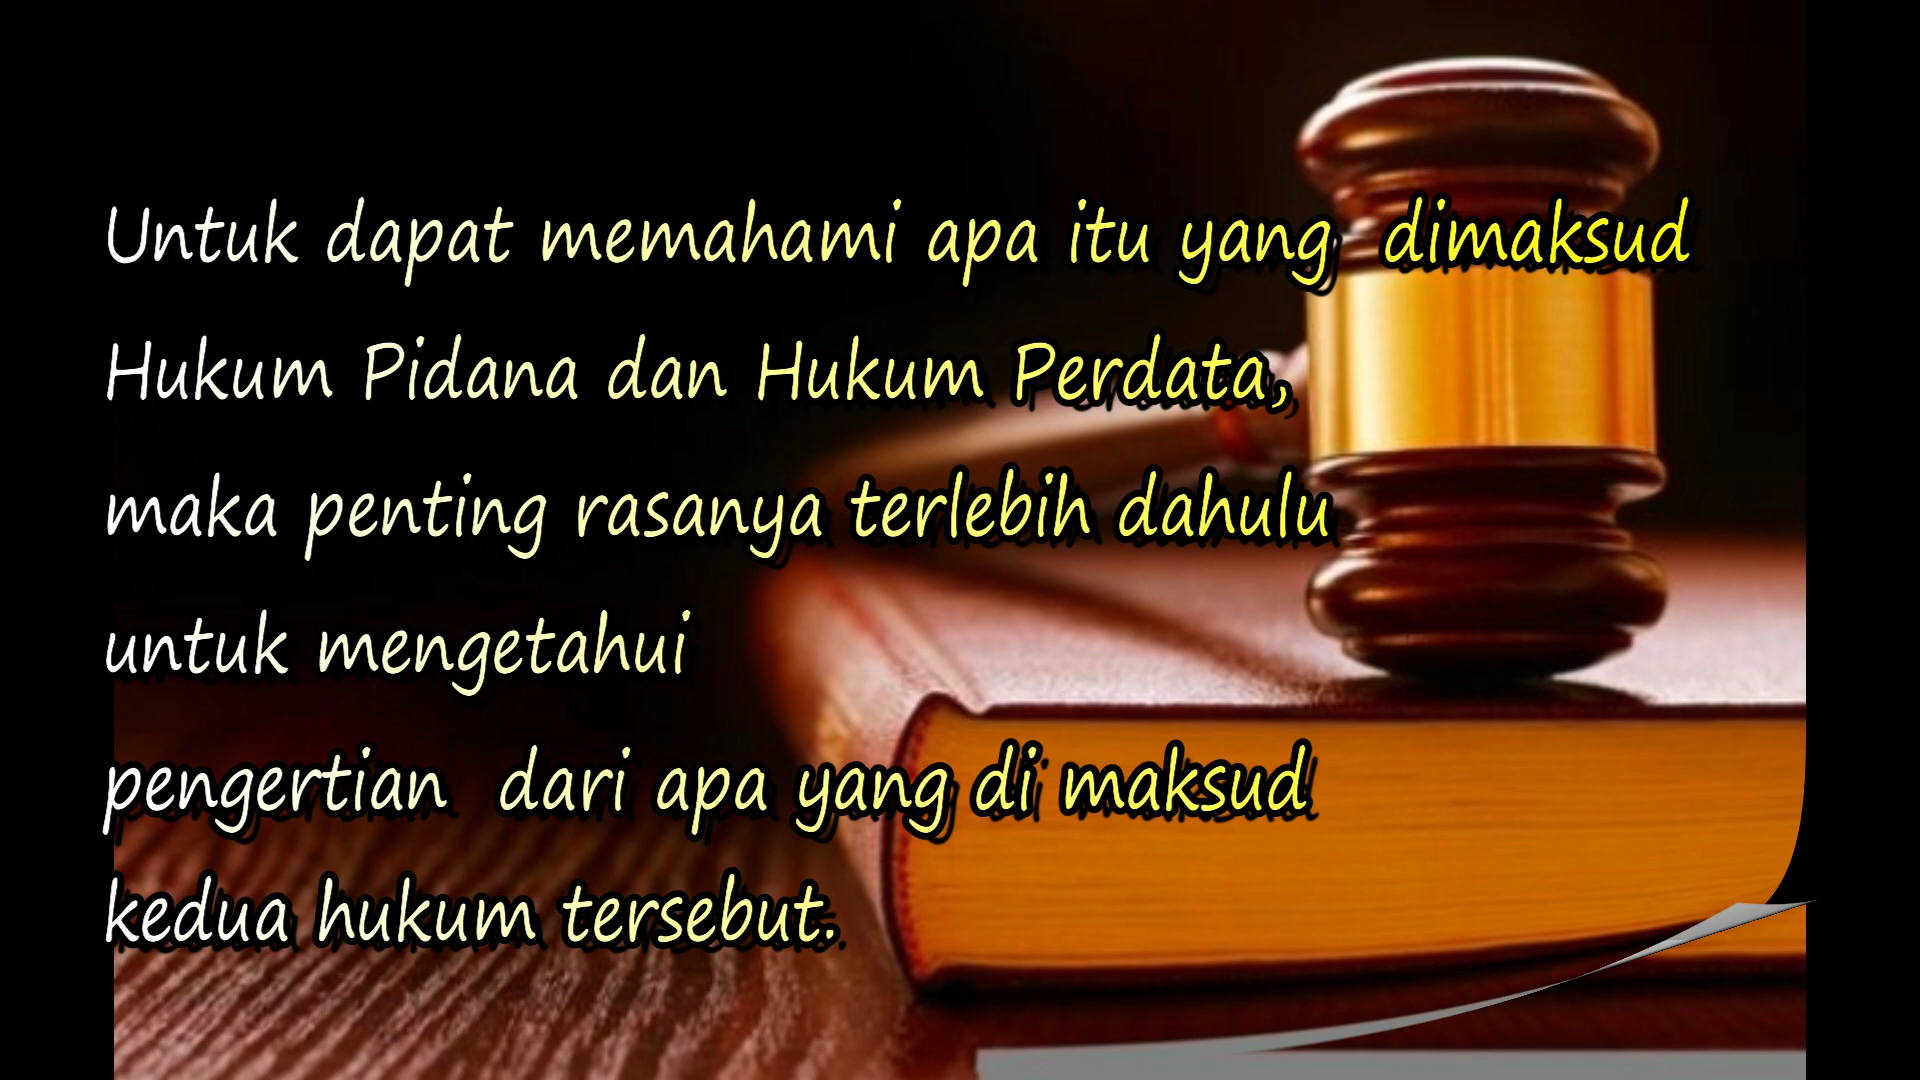 Untuk dapat memahami apa itu yang dimaksud
Hukum Pidana dan Hukum Perdata,
maka penting rasanya terlebih dahulu
untuk mengetahui
pengertian dari apa yang di maksud
kedua hukum tersebut.